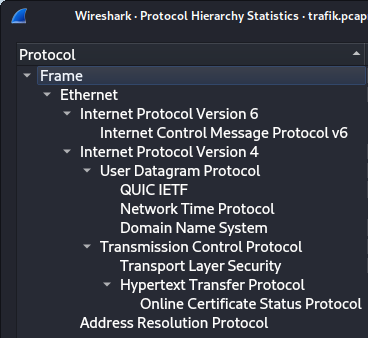 Wireshark · Protocol Hierarchy Statistics · trafik.pcap
Protocol
Frame
Ethernet
Internet Protocol Version 6
Internet Control Message Protocol v6
Internet Protocol Version 4
User Datagram Protocol
QUIC IETF
Network Time Protocol
Domain Name System
Transmission Control Protocol
Transport Layer Security
Hypertext Transfer Protocol
Online Certificate Status Protocol
Address Resolution Protocol